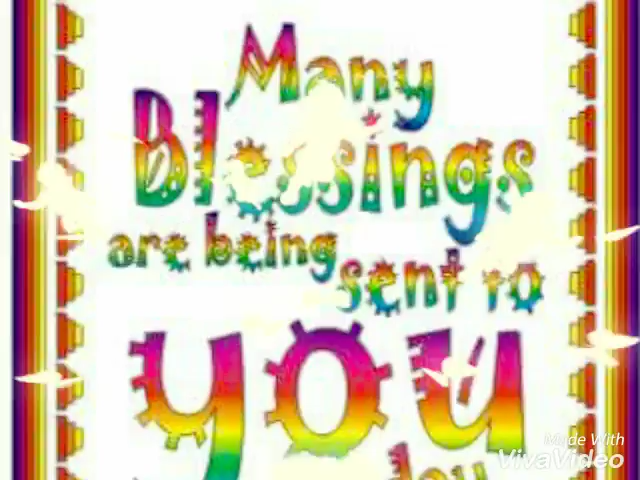 Many
Blessings
are being
sent to
you
Made With
VivaVideo